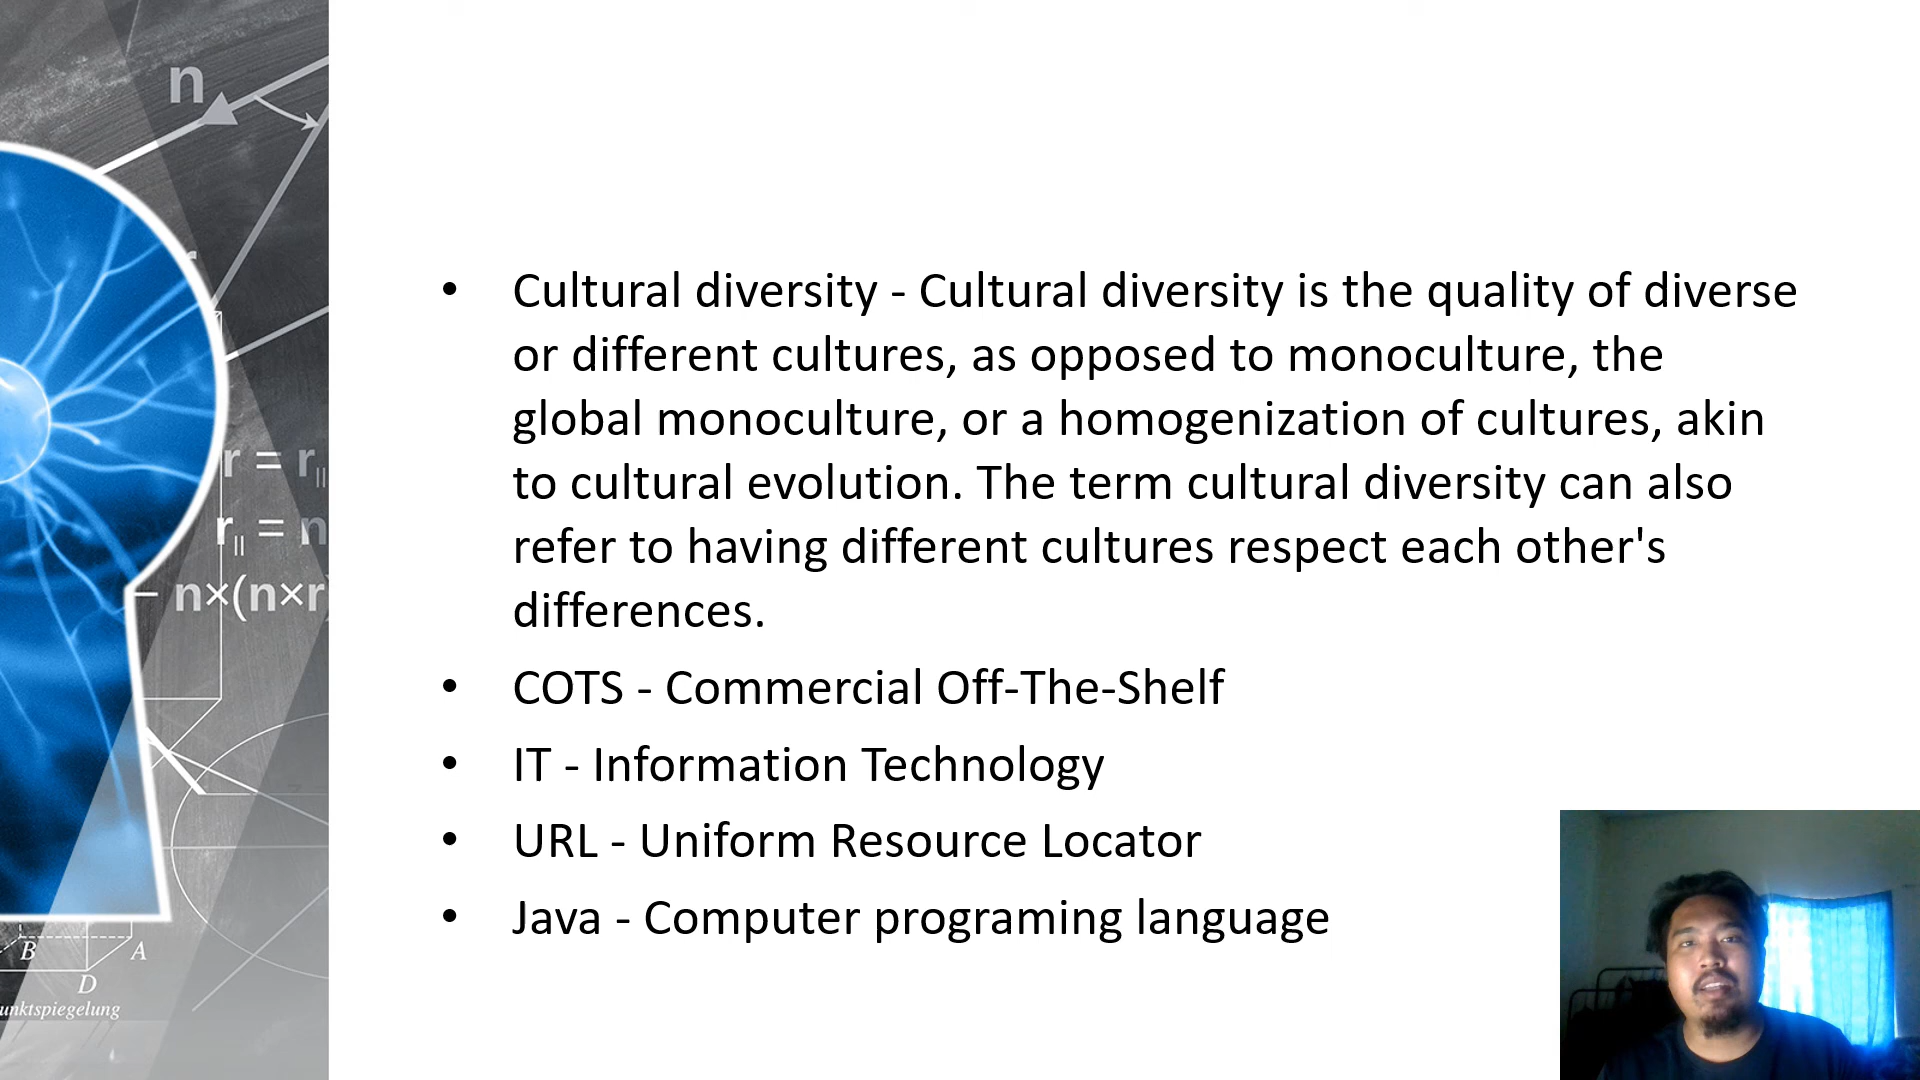 n
r = r||
r|| = n
– n×(n×r)
B
A
D
unktspiegelung
• Cultural diversity - Cultural diversity is the quality of diverse
or different cultures, as opposed to monoculture, the
global monoculture, or a homogenization of cultures, akin
to cultural evolution. The term cultural diversity can also
refer to having different cultures respect each other's
differences.
• COTS - Commercial Off-The-Shelf
• IT - Information Technology
• URL - Uniform Resource Locator
• Java - Computer programing language